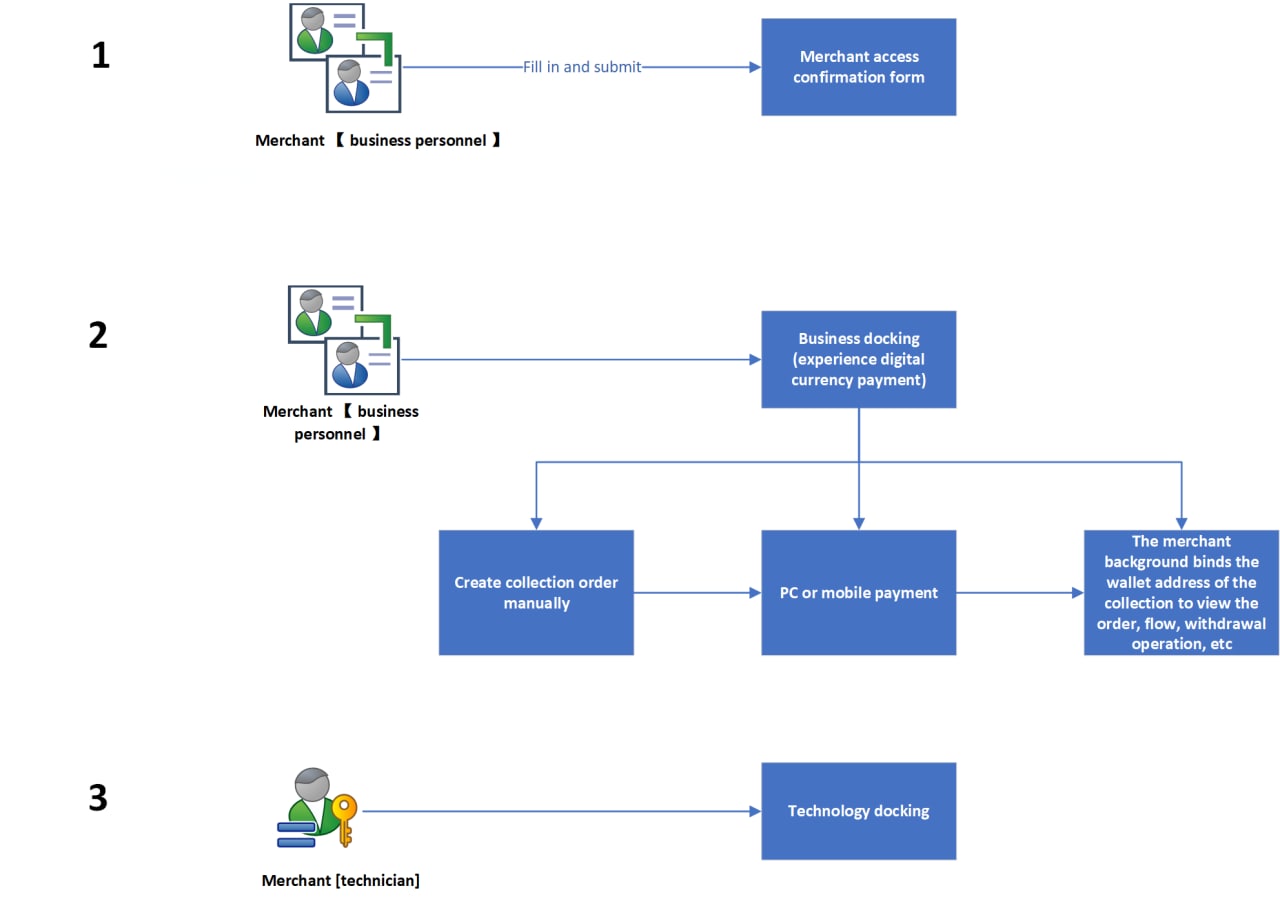 1
Fill in and submit
Merchant access
confirmation form
Merchant 【 business personnel 】
2
Business docking
(experience digital
currency payment)
Merchant 【 business
personnel 】
Create collection order
manually
PC or mobile payment
The merchant
background binds the
wallet address of the
collection to view the
order, flow, withdrawal
operation, etc
3
Technology docking
Merchant [technician]